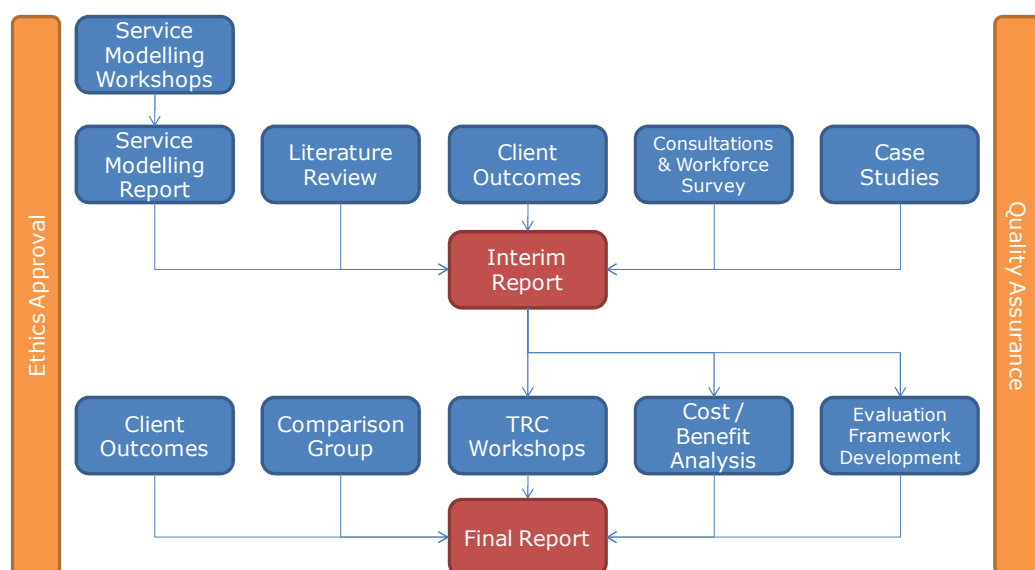 Service
Modelling
Workshops
Service
Modelling
Report
Literature
Review
Client
Outcomes
Consultations
& Workforce
Survey
Case
Studies
Ethics Approval
Quality Assurance
Interim
Report
Client
Outcomes
Comparison
Group
TRC
Workshops
Cost /
Benefit
Analysis
Evaluation
Framework
Development
Final Report